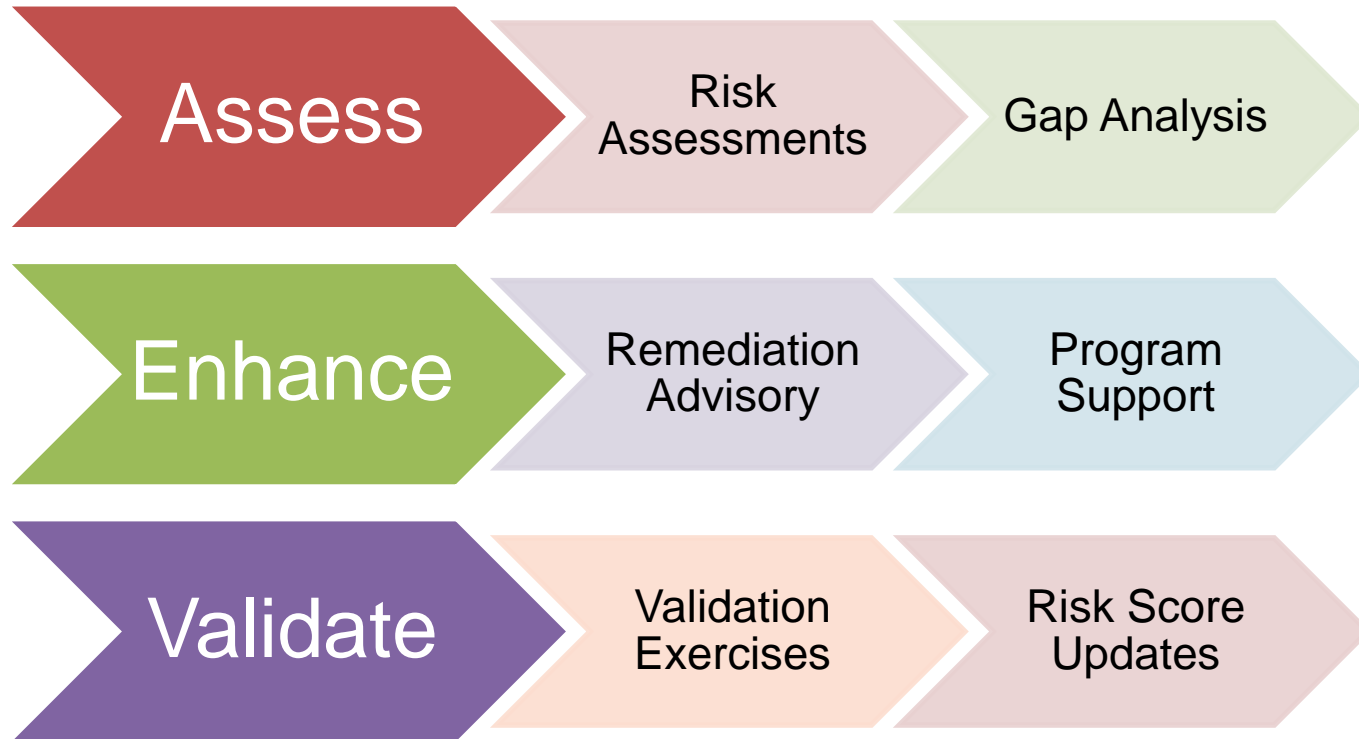 Assess
Risk
Assessments
Gap Analysis
Enhance
Remediation
Advisory
Program
Support
Validate
Validation
Exercises
Risk Score
Updates